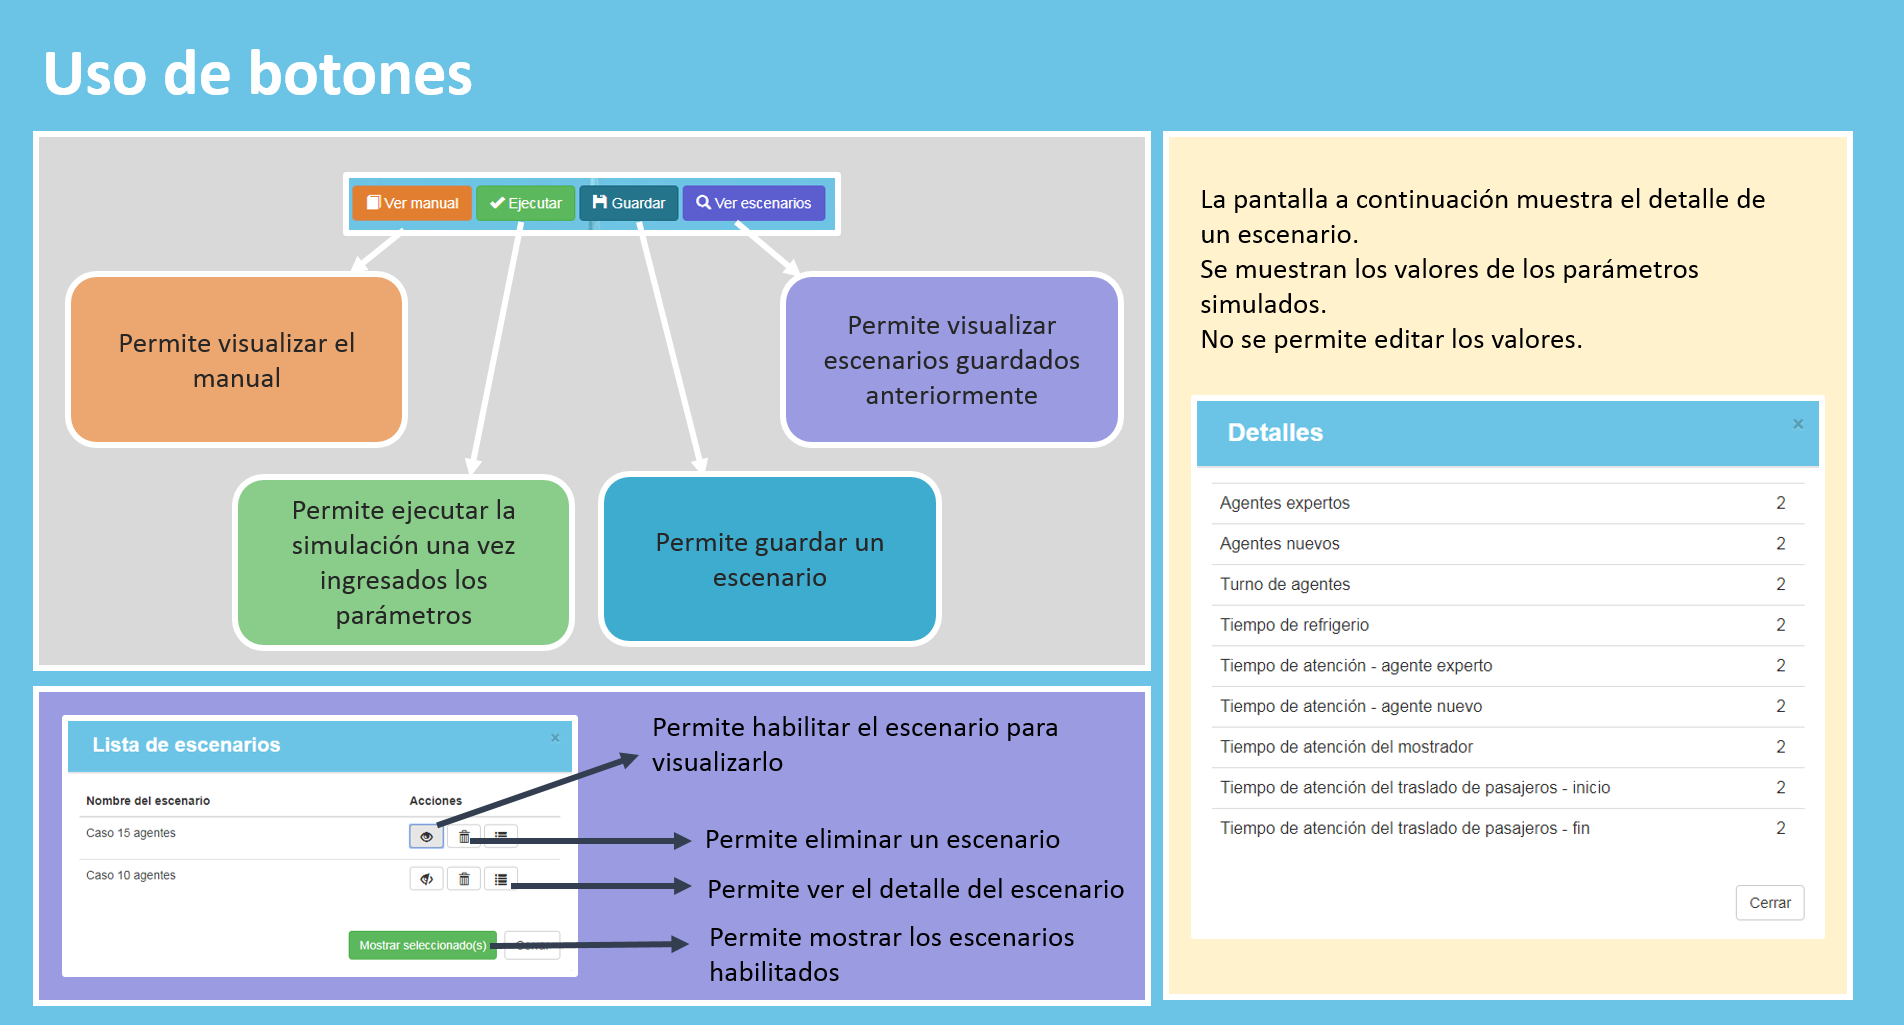 Uso de botones
Ver manual
Ejecutar
Guardar
Ver escenarios
Permite visualizar el
manual
Permite visualizar
escenarios guardados
anteriormente
Permite ejecutar la
simulación una vez
ingresados los
parámetros
Permite guardar un
escenario
Lista de escenarios
×
Nombre del escenario
Acciones
Caso 15 agentes
Caso 10 agentes
Mostrar seleccionado(s)
Permite habilitar el escenario para
visualizarlo
Permite eliminar un escenario
Permite ver el detalle del escenario
Permite mostrar los escenarios
habilitados
La pantalla a continuación muestra el detalle de
un escenario.
Se muestran los valores de los parámetros
simulados.
No se permite editar los valores.
Detalles
×
Agentes expertos 2
Agentes nuevos 2
Turno de agentes 2
Tiempo de refrigerio 2
Tiempo de atención - agente experto 2
Tiempo de atención - agente nuevo 2
Tiempo de atención del mostrador 2
Tiempo de atención del traslado de pasajeros - inicio 2
Tiempo de atención del traslado de pasajeros - fin 2
Cerrar